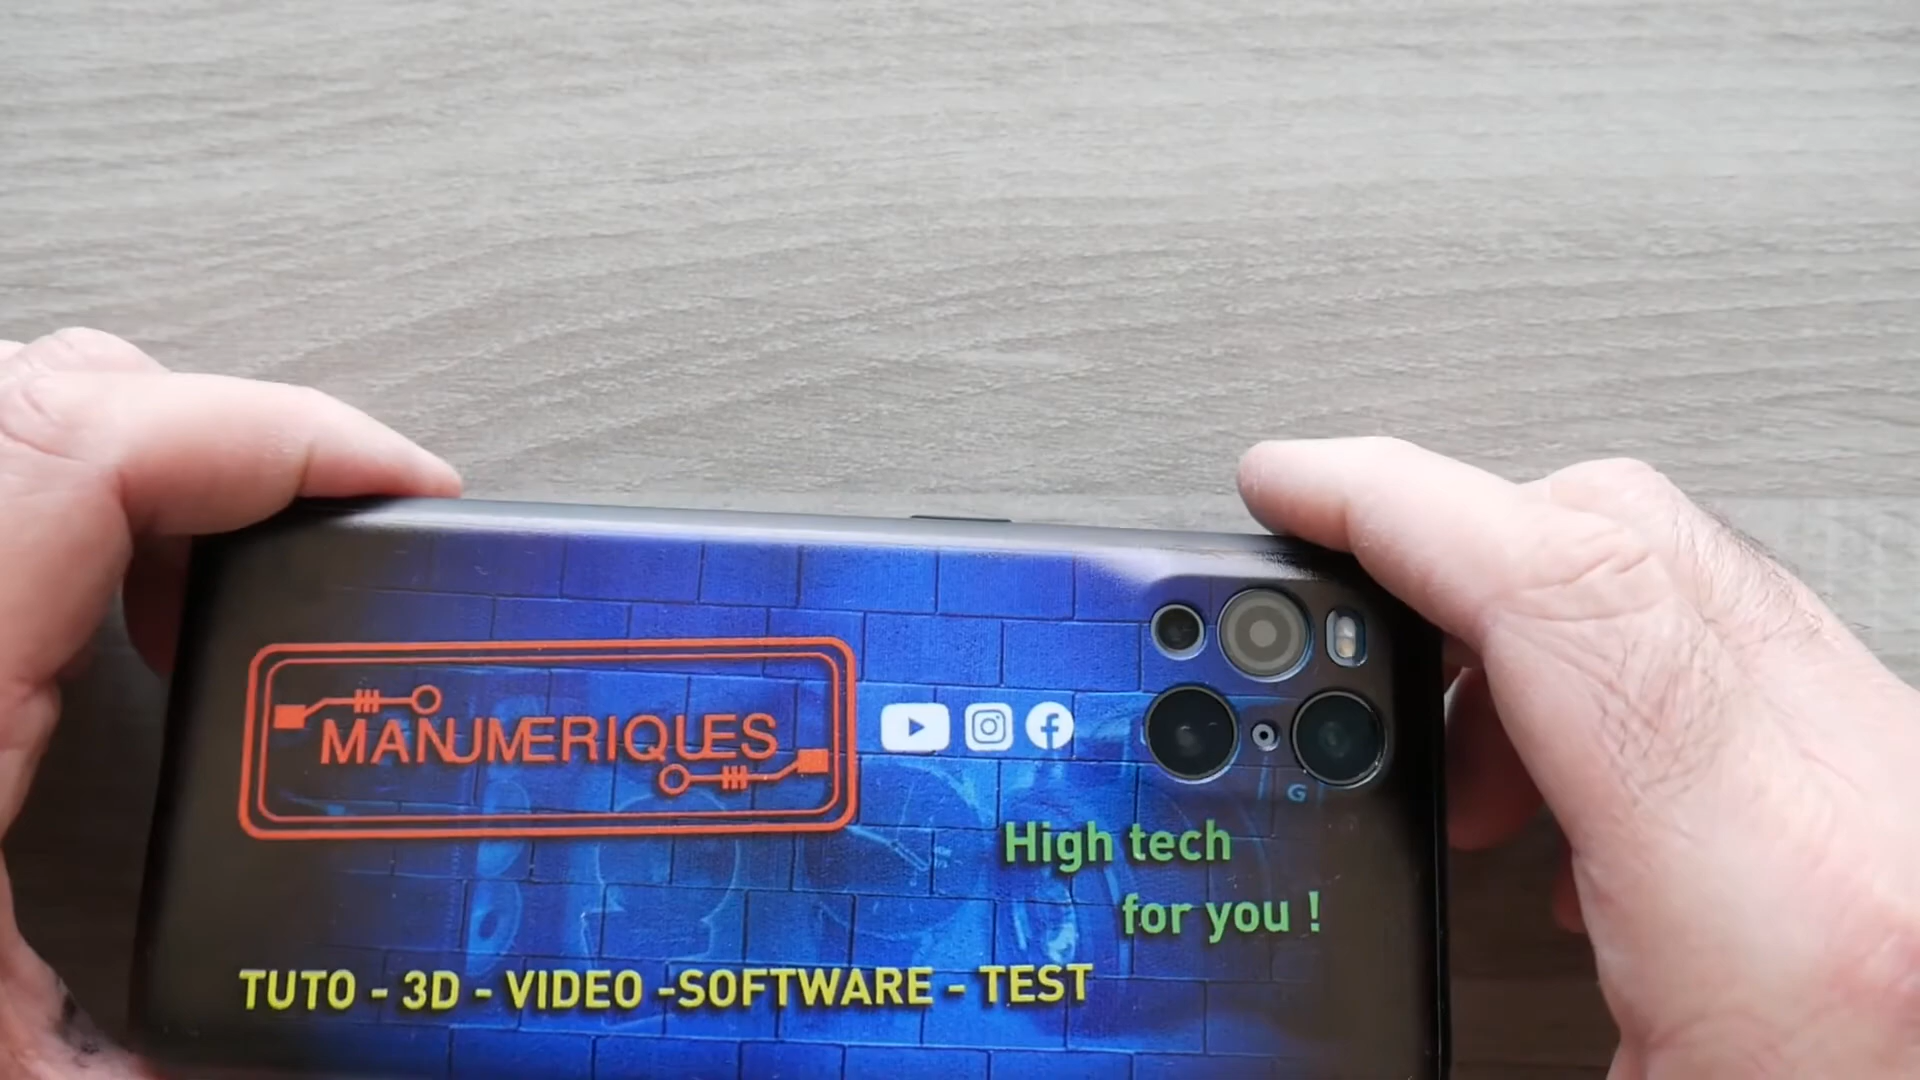 MANUMERIQUES
High tech
for you !
TUTO - 3D - VIDEO -SOFTWARE - TEST
G